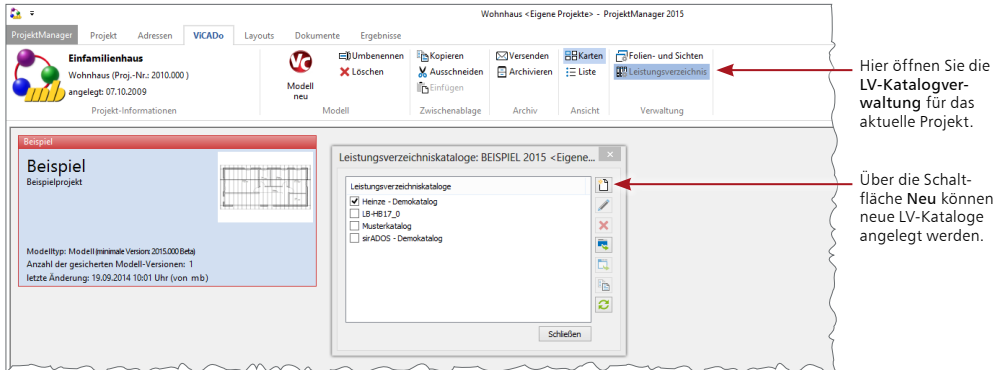 Wohnhaus <Eigene Projekte> - ProjektManager 2015
ProjektManager Projekt Adressen ViCADo Layouts Dokumente Ergebnisse
Einfamilienhaus
Wohnhaus (Proj.-Nr.: 2010.000 )
angelegt: 07.10.2009
mb
Projekt-Informationen
Vc
Modell
neu
Umbenennen
Löschen
Modell
Kopieren
Ausschneiden
Einfügen
Zwischenablage
Versenden
Archivieren
Archiv
Karten
Liste
Ansicht
Folien- und Sichten
Leistungsverzeichnis
Verwaltung
Hier öffnen Sie die
LV-Katalogver-
waltung für das
aktuelle Projekt.
Beispiel
Beispiel
Beispielprojekt
Modelltyp: Modell (minimale Version: 2015.000 Beta)
Anzahl der gesicherten Modell-Versionen: 1
letzte Änderung: 19.09.2014 10:01 Uhr (von mb)
Leistungsverzeichniskataloge: BEISPIEL 2015 <Eigene...
Leistungsverzeichniskataloge
Heinze - Demokatalog
LB-HB17_0
Musterkatalog
sirADOS - Demokatalog
Schließen
Über die Schalt-
fläche Neu können
neue LV-Kataloge
angelegt werden.